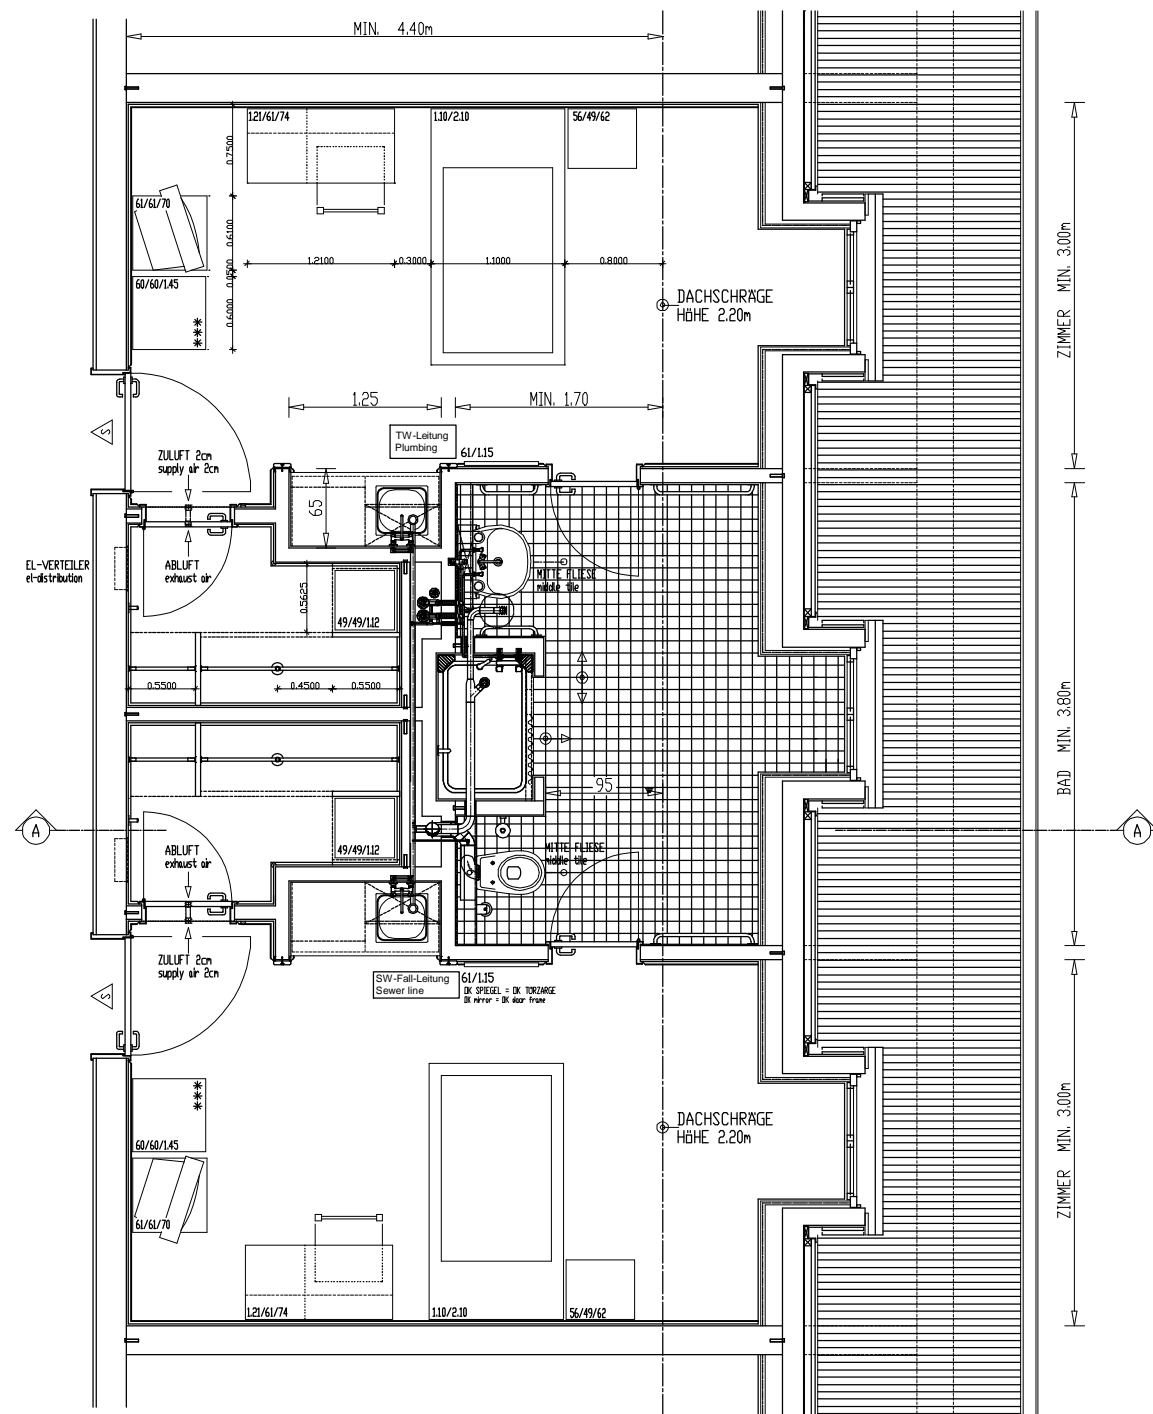 MIN. 4.40m
1.21/61/74
1.10/2.10
56/49/62
0.7500
61/61/70
0.6100
0.0500
60/60/1.45
0.6000
1.2100
0.3000
1.1000
0.8000
DACHSCHRÄGE
HÖHE 2.20m
ZIMMER MIN. 3.00m
1.25
MIN. 1.70
TW-Leitung
Plumbing
61/1.15
S
ZULUFT 2cm
supply air 2cm
65
EL-VERTEILER
el-distribution
ABLUFT
exhaust air
MITTE FLIESE
middle tile
0.5625
49/49/1.12
0.5500
0.4500
0.5500
BAD MIN. 3.80m
95
A
A
49/49/1.12
ABLUFT
exhaust air
MITTE FLIESE
middle tile
ZULUFT 2cm
supply air 2cm
SW-Fall-Leitung
Sewer line
61/1.15
OK SPIEGEL = OK TÜRZARGE
OK mirror = OK door frame
S
60/60/1.45
61/61/70
DACHSCHRÄGE
HÖHE 2.20m
ZIMMER MIN. 3.00m
1.21/61/74
1.10/2.10
56/49/62